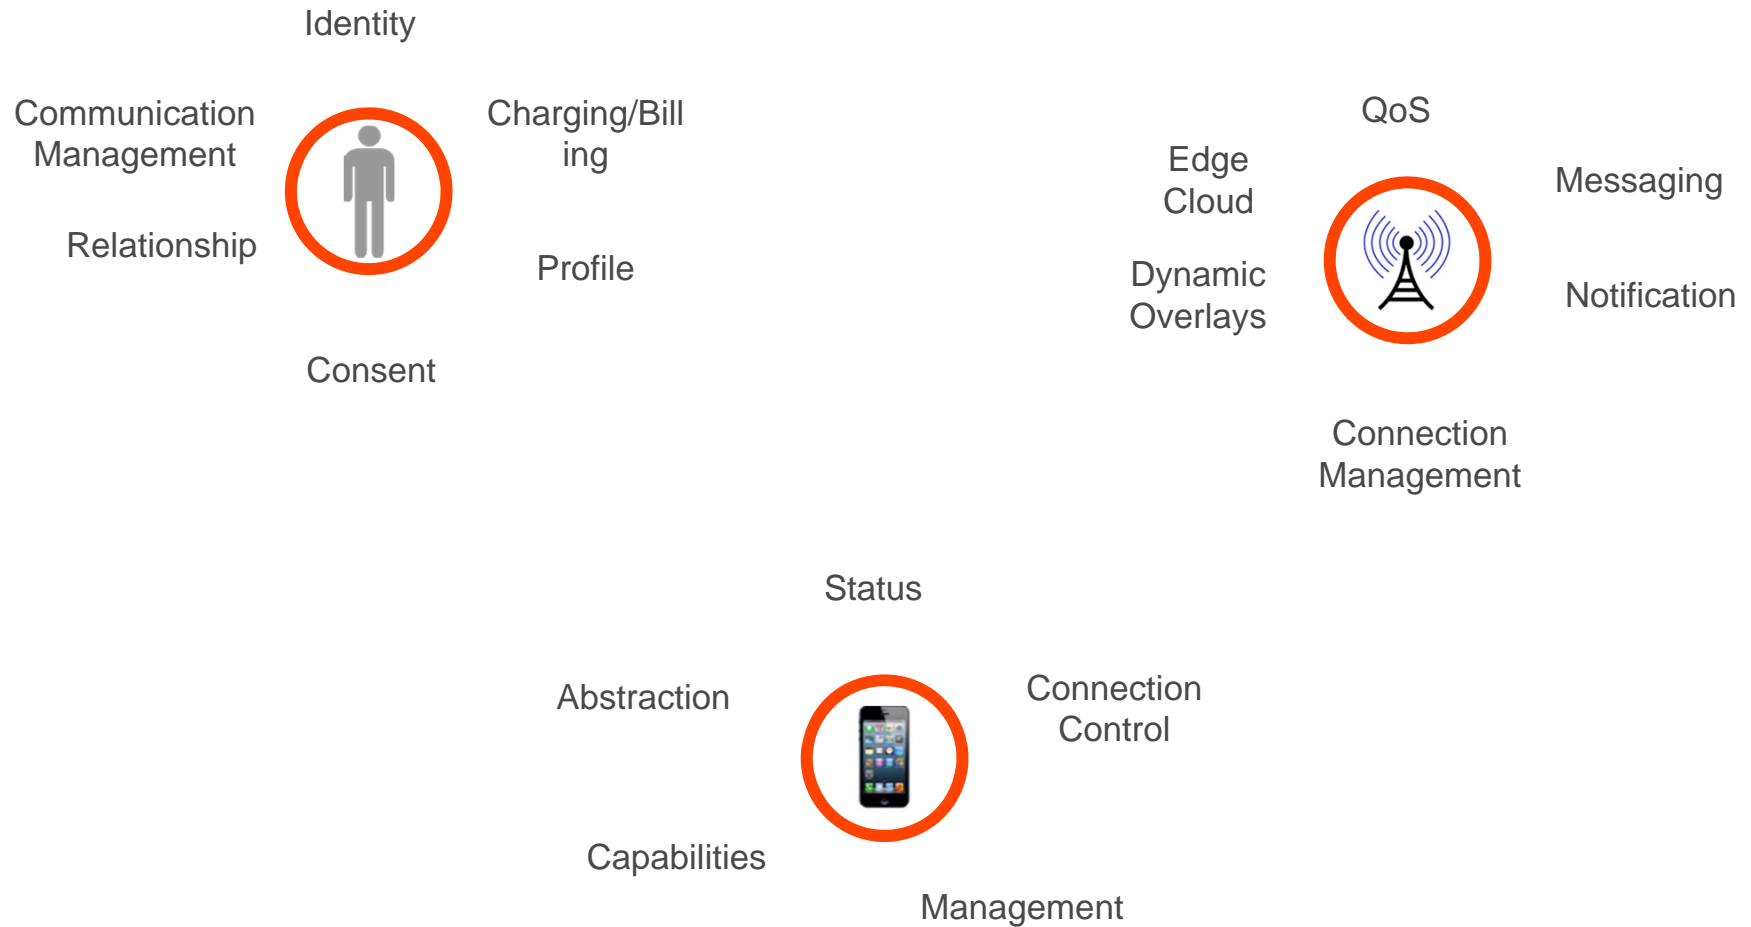 Identity
Communication
Management
Charging/Bill
ing
Relationship
Profile
Consent
QoS
Edge
Cloud
Messaging
Dynamic
Overlays
Notification
Connection
Management
Status
Abstraction
Connection
Control
Capabilities
Management